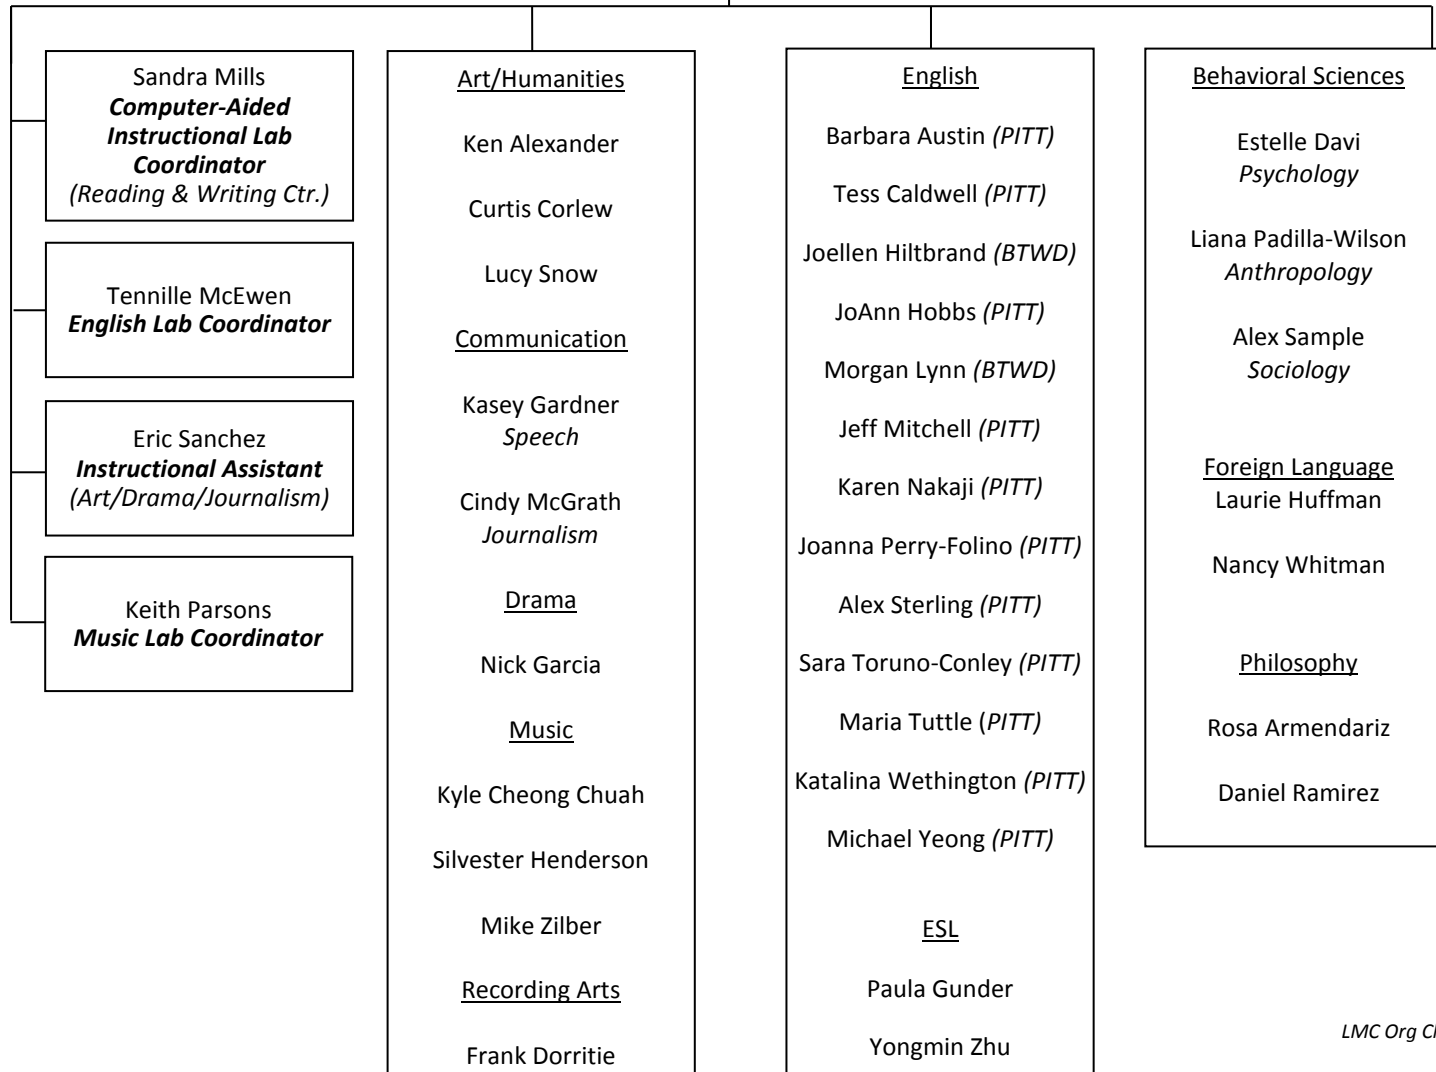 Sandra Mills
Computer-Aided
Instructional Lab
Coordinator
(Reading & Writing Ctr.)
Tennille McEwen
English Lab Coordinator
Eric Sanchez
Instructional Assistant
(Art/Drama/Journalism)
Keith Parsons
Music Lab Coordinator
Art/Humanities
Ken Alexander
Curtis Corlew
Lucy Snow
Communication
Kasey Gardner
Speech
Cindy McGrath
Journalism
Drama
Nick Garcia
Music
Kyle Cheong Chuah
Silvester Henderson
Mike Zilber
Recording Arts
Frank Dorritie
English
Barbara Austin (PITT)
Tess Caldwell (PITT)
Joellen Hiltbrand (BTWD)
JoAnn Hobbs (PITT)
Morgan Lynn (BTWD)
Jeff Mitchell (PITT)
Karen Nakaji (PITT)
Joanna Perry-Folino (PITT)
Alex Sterling (PITT)
Sara Toruno-Conley (PITT)
Maria Tuttle (PITT)
Katalina Wethington (PITT)
Michael Yeong (PITT)
ESL
Paula Gunder
Yongmin Zhu
Behavioral Sciences
Estelle Davi
Psychology
Liana Padilla-Wilson
Anthropology
Alex Sample
Sociology
Foreign Language
Laurie Huffman
Nancy Whitman
Philosophy
Rosa Armendariz
Daniel Ramirez
LMC Org